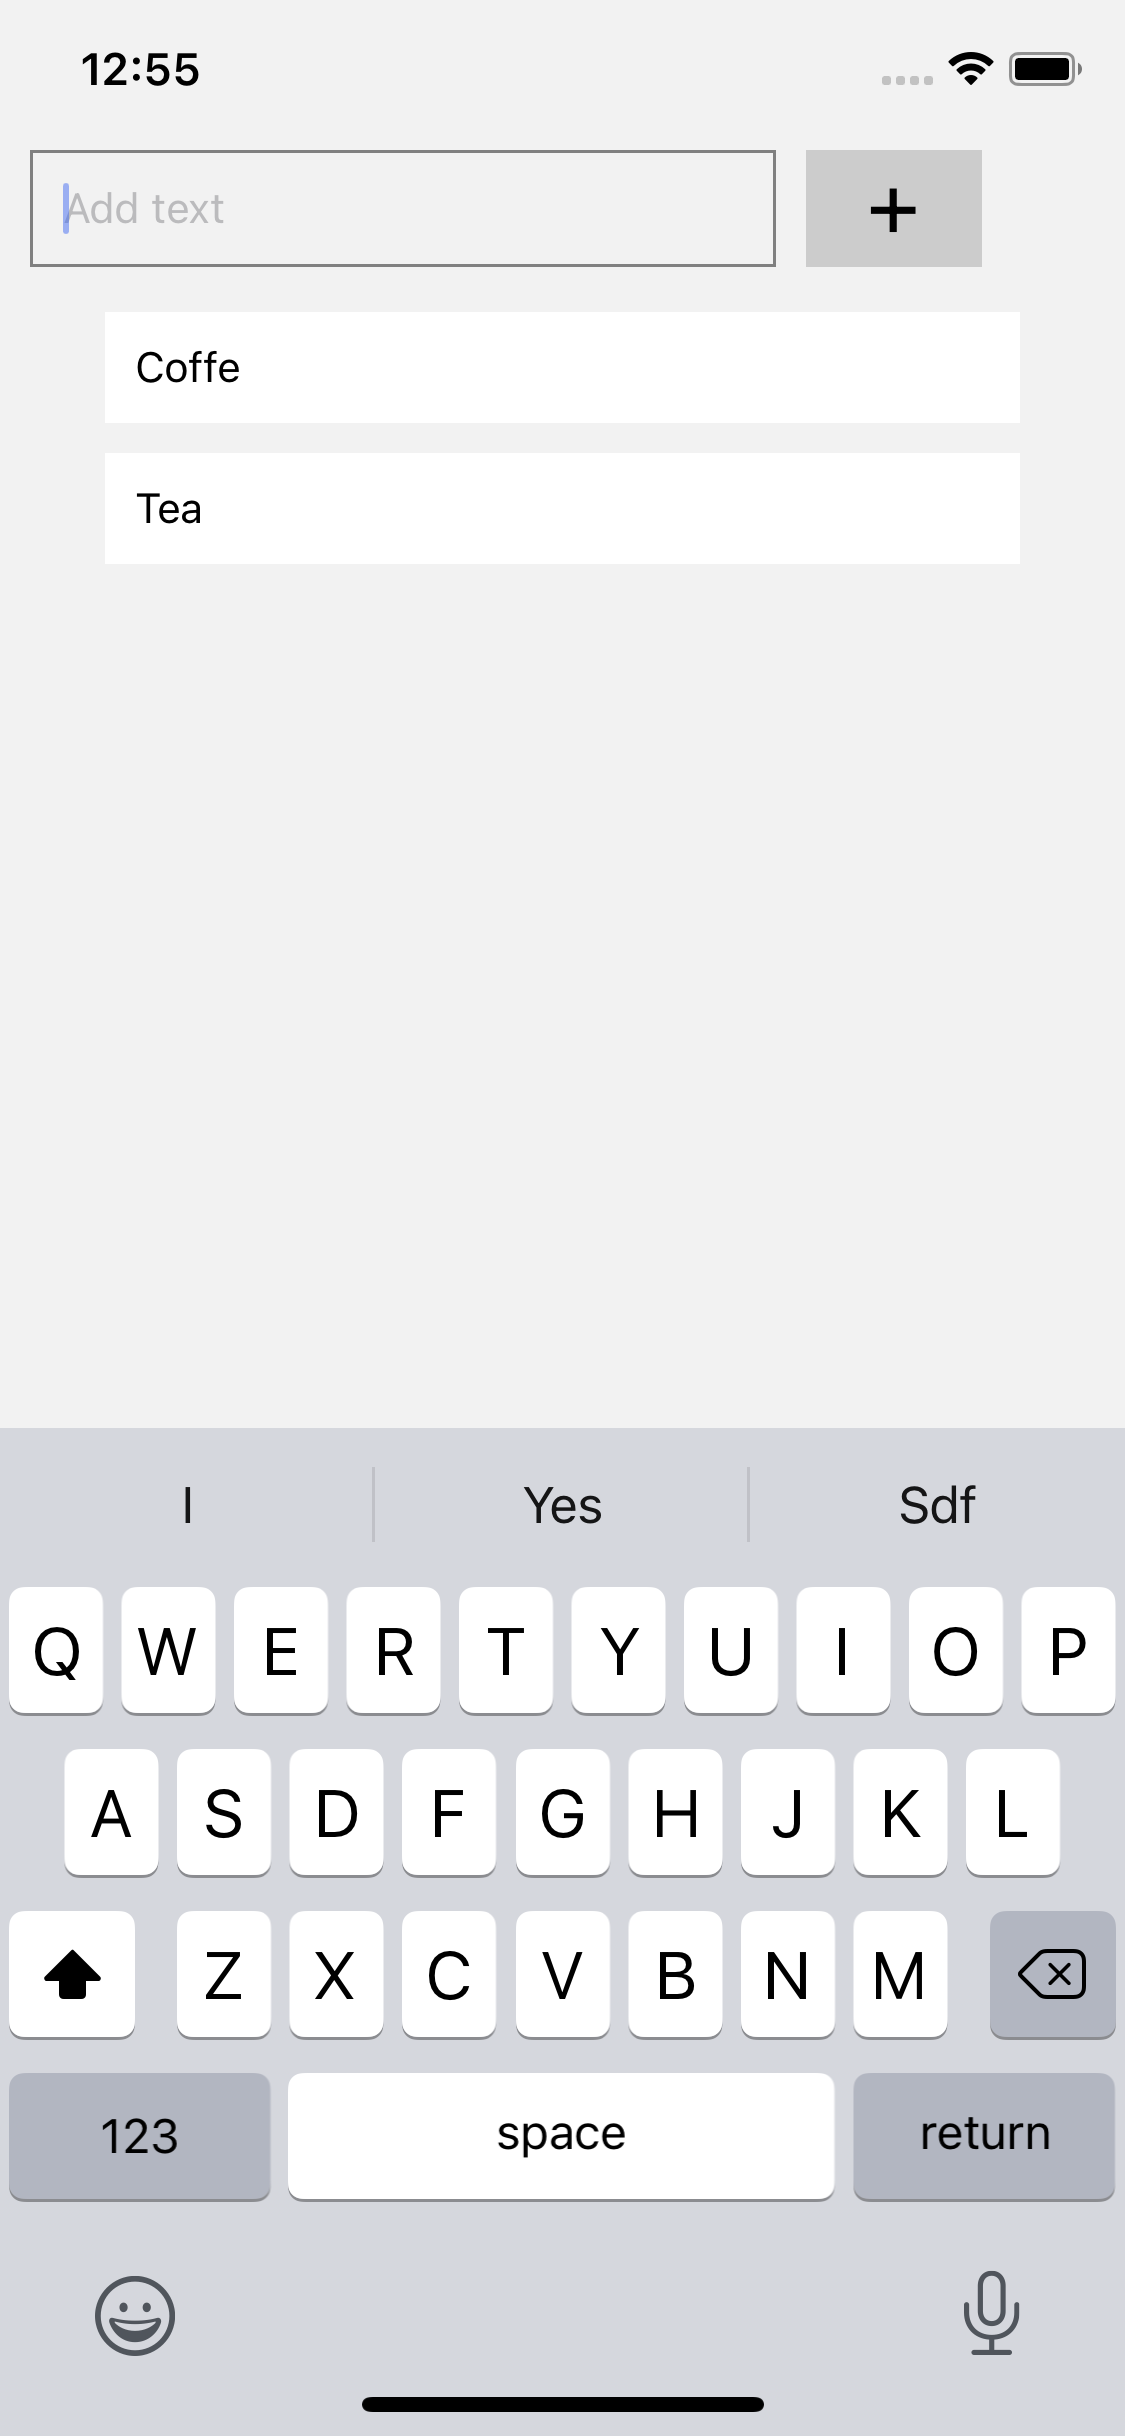 12:55
Add text +
Coffe
Tea
I Yes Sdf
Q W E R T Y U I O P
A S D F G H J K L
Z X C V B N M
123 space return